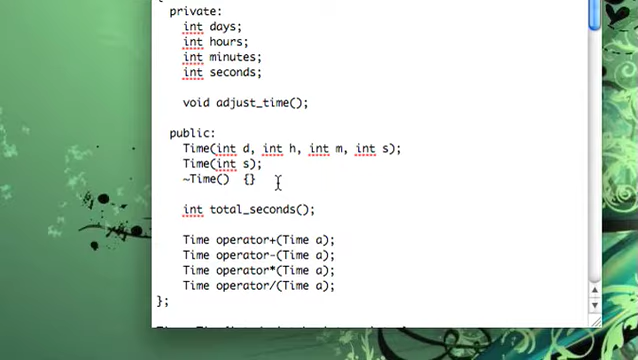 private:
int days;
int hours;
int minutes;
int seconds;
void adjust_time();
public:
Time(int d, int h, int m, int s);
Time(int s);
~Time() {}
int total_seconds();
Time operator+(Time a);
Time operator-(Time a);
Time operator*(Time a);
Time operator/(Time a);
};